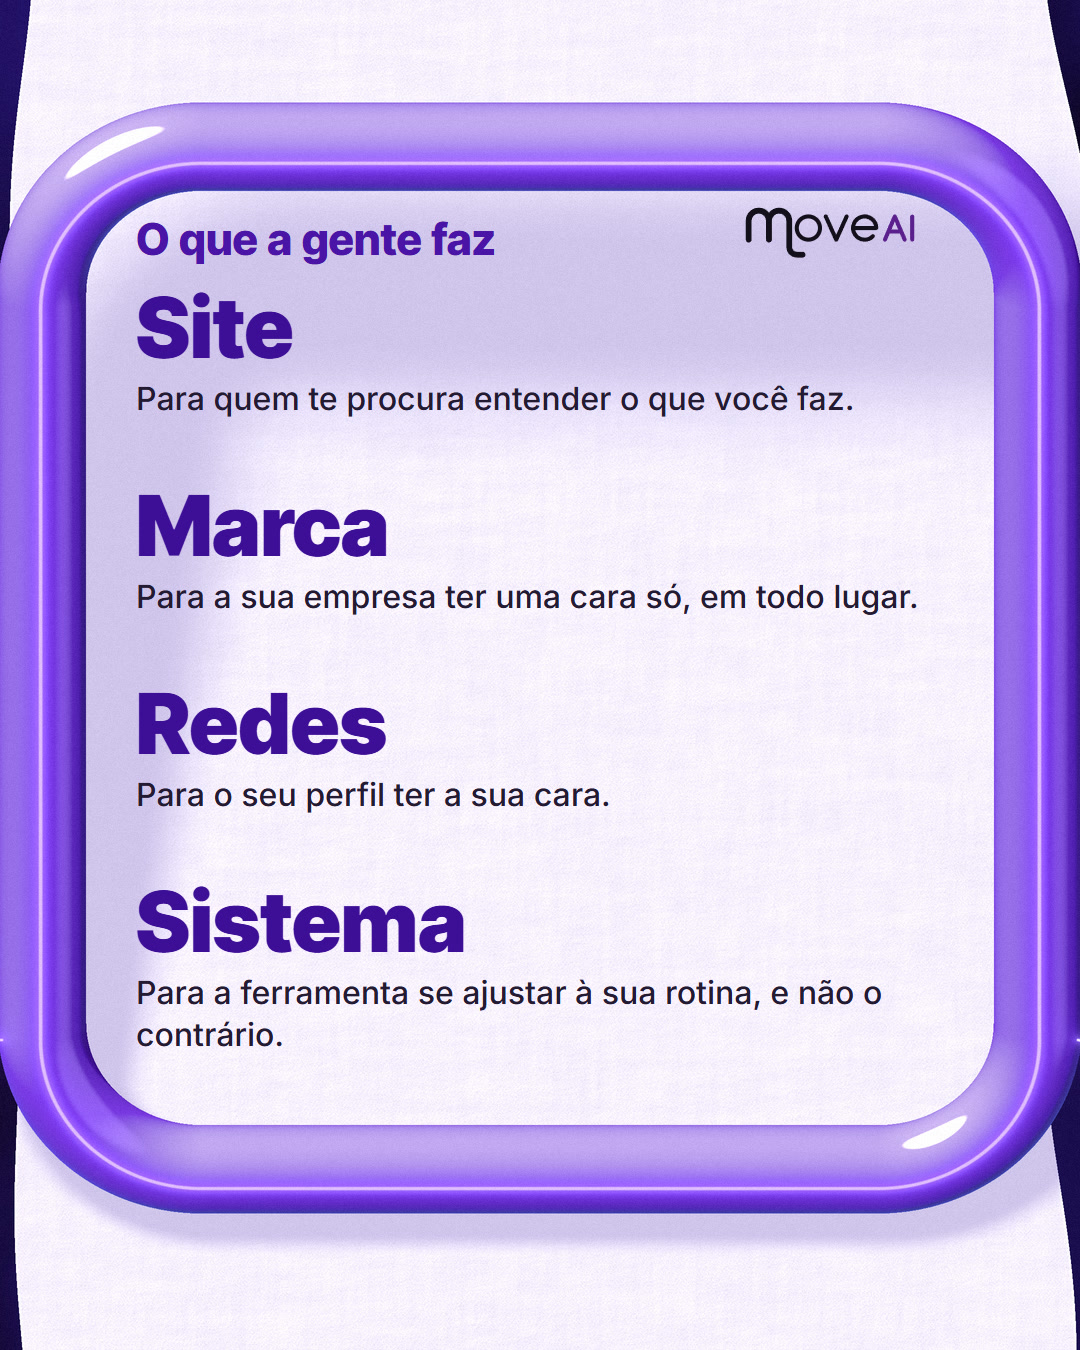 O que a gente faz
moveAI
Site
Para quem te procura entender o que você faz.
Marca
Para a sua empresa ter uma cara só, em todo lugar.
Redes
Para o seu perfil ter a sua cara.
Sistema
Para a ferramenta se ajustar à sua rotina, e não o
contrário.